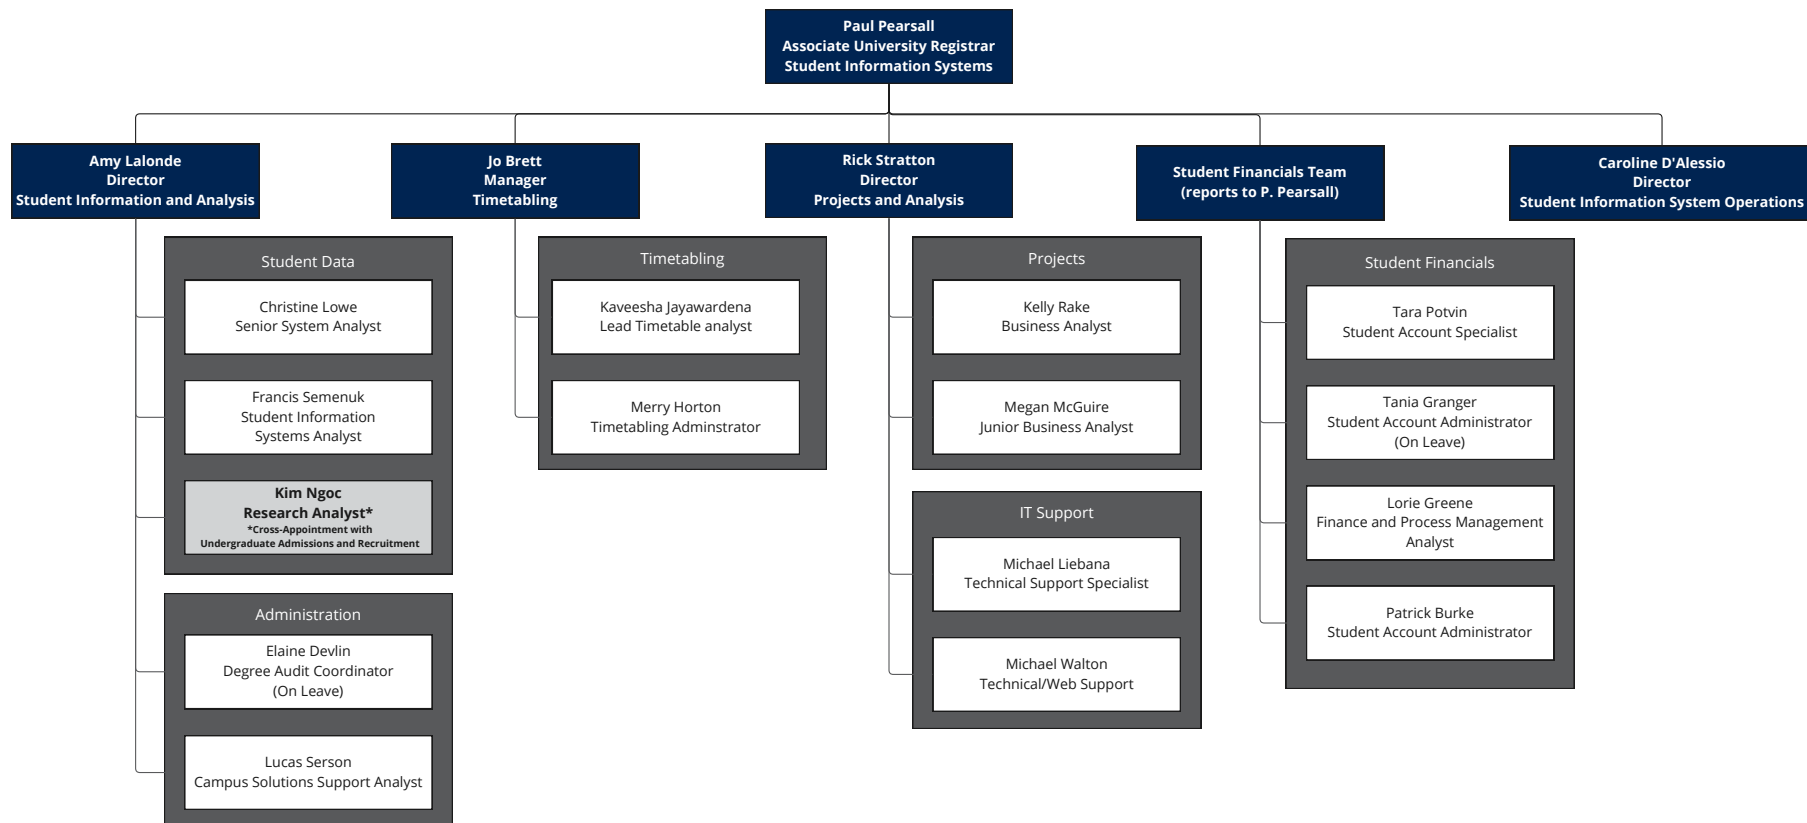 Paul Pearsall
Associate University Registrar
Student Information Systems
Amy Lalonde
Director
Student Information and Analysis
Jo Brett
Manager
Timetabling
Rick Stratton
Director
Projects and Analysis
Student Financials Team
(reports to P. Pearsall)
Caroline D'Alessio
Director
Student Information System Operations
Student Data
Christine Lowe
Senior System Analyst
Francis Semenuk
Student Information
Systems Analyst
Kim Ngoc
Research Analyst*
*Cross-Appointment with
Undergraduate Admissions and Recruitment
Administration
Elaine Devlin
Degree Audit Coordinator
(On Leave)
Lucas Serson
Campus Solutions Support Analyst
Timetabling
Kaveesha Jayawardena
Lead Timetable analyst
Merry Horton
Timetabling Adminstrator
Projects
Kelly Rake
Business Analyst
Megan McGuire
Junior Business Analyst
IT Support
Michael Liebana
Technical Support Specialist
Michael Walton
Technical/Web Support
Student Financials
Tara Potvin
Student Account Specialist
Tania Granger
Student Account Administrator
(On Leave)
Lorie Greene
Finance and Process Management
Analyst
Patrick Burke
Student Account Administrator